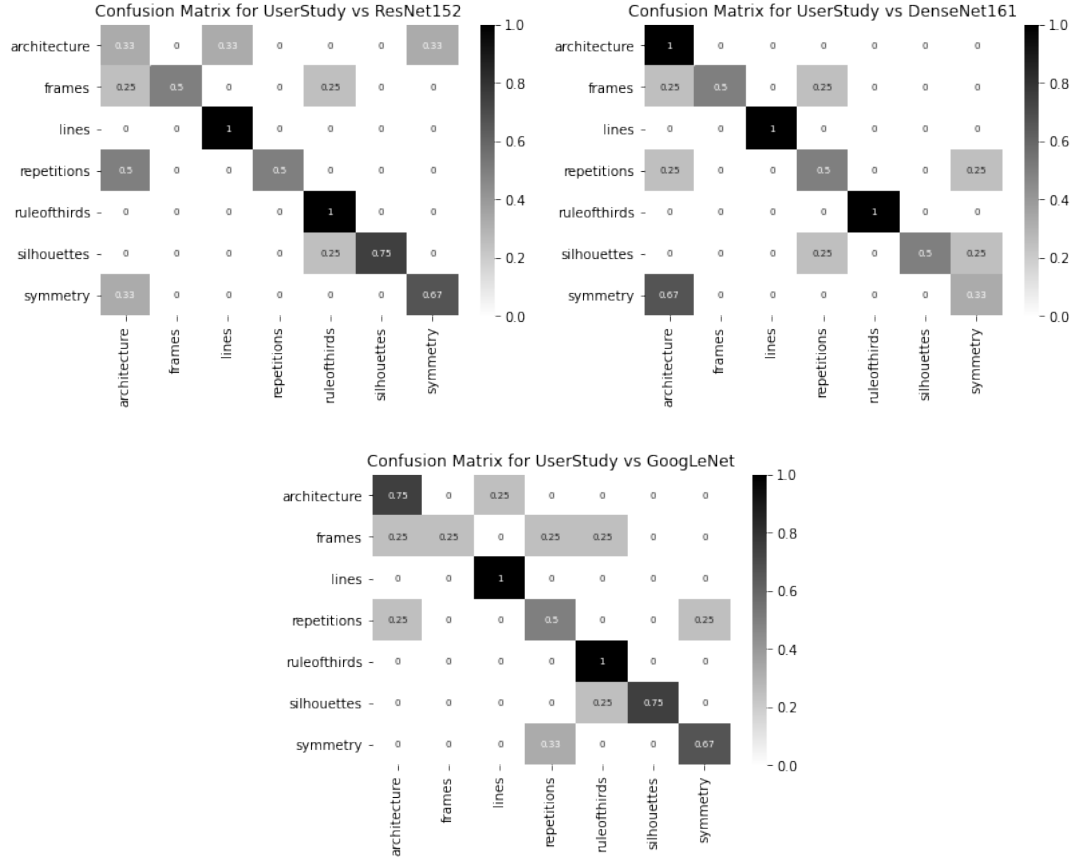 Confusion Matrix for UserStudy vs ResNet152
architecture 0.33 0 0.33 0 0 0 0.33
frames 0.25 0.5 0 0 0.25 0 0
lines 0 0 1 0 0 0 0
repetitions 0.5 0 0 0.5 0 0 0
ruleofthirds 0 0 0 0 1 0 0
silhouettes 0 0 0 0 0.25 0.75 0
symmetry 0.33 0 0 0 0 0 0.67
architecture frames lines repetitions ruleofthirds silhouettes symmetry
1.0
0.8
0.6
0.4
0.2
0.0
Confusion Matrix for UserStudy vs DenseNet161
architecture 1 0 0 0 0 0 0
frames 0.25 0.5 0 0.25 0 0 0
lines 0 0 1 0 0 0 0
repetitions 0.25 0 0 0.5 0 0 0.25
ruleofthirds 0 0 0 0 1 0 0
silhouettes 0 0 0 0.25 0 0.5 0.25
symmetry 0.67 0 0 0 0 0 0.33
architecture frames lines repetitions ruleofthirds silhouettes symmetry
1.0
0.8
0.6
0.4
0.2
0.0
Confusion Matrix for UserStudy vs GoogLeNet
architecture 0.75 0 0.25 0 0 0 0
frames 0.25 0.25 0 0.25 0.25 0 0
lines 0 0 1 0 0 0 0
repetitions 0.25 0 0 0.5 0 0 0.25
ruleofthirds 0 0 0 0 1 0 0
silhouettes 0 0 0 0 0.25 0.75 0
symmetry 0 0 0 0.33 0 0 0.67
architecture frames lines repetitions ruleofthirds silhouettes symmetry
1.0
0.8
0.6
0.4
0.2
0.0